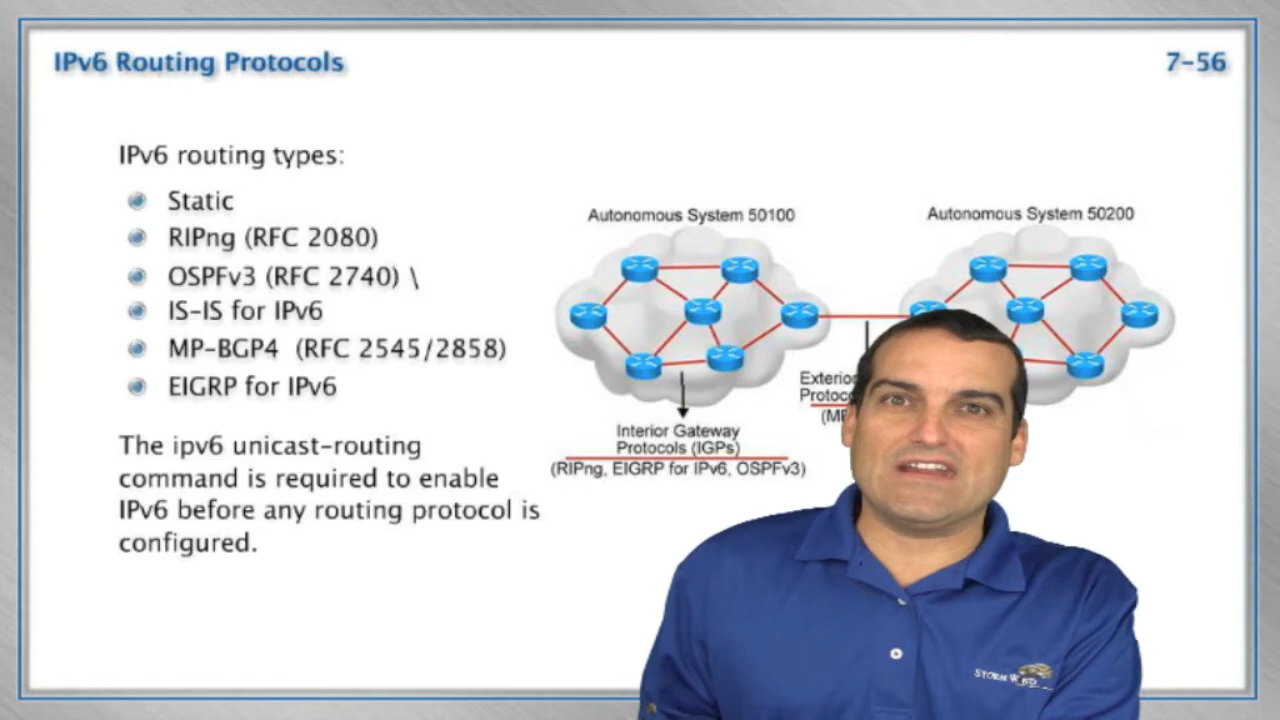 IPv6 Routing Protocols
7-56
IPv6 routing types:
Static
RIPng (RFC 2080)
OSPFv3 (RFC 2740) \
IS-IS for IPv6
MP-BGP4 (RFC 2545/2858)
EIGRP for IPv6
The ipv6 unicast-routing
command is required to enable
IPv6 before any routing protocol is
configured.
Autonomous System 50100
Autonomous System 50200
Interior Gateway
Protocols (IGPs)
(RIPng, EIGRP for IPv6, OSPFv3)
Exterior